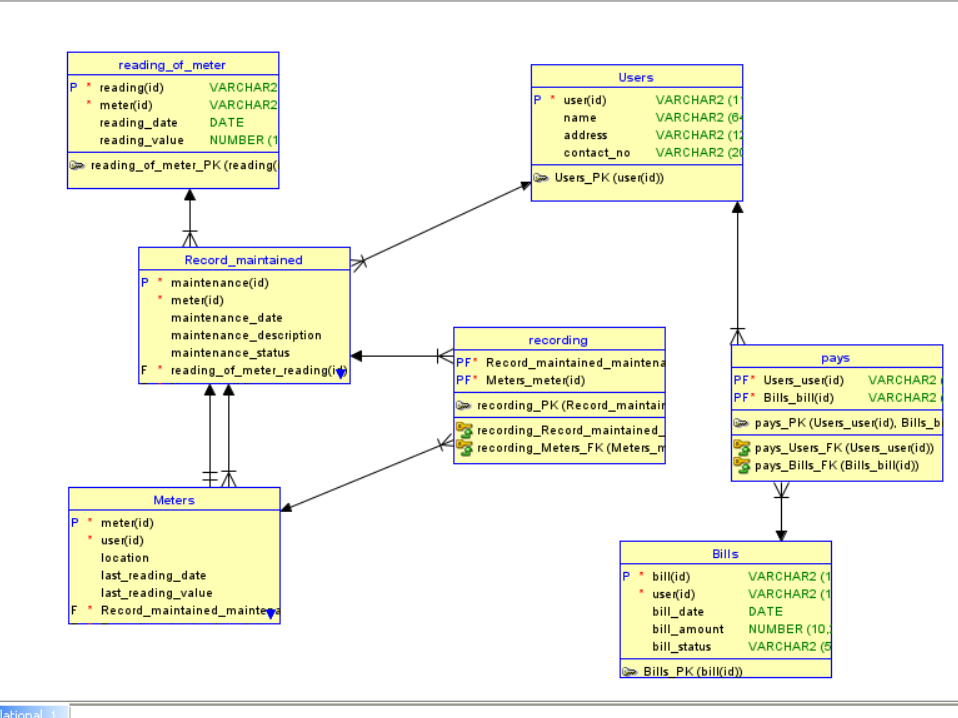 reading_of_meter
P * reading(id) VARCHAR2
* meter(id) VARCHAR2
reading_date DATE
reading_value NUMBER (1
reading_of_meter_PK (reading(
Users
P * user(id) VARCHAR2 (1
name VARCHAR2 (64
address VARCHAR2 (12
contact_no VARCHAR2 (20
Users_PK (user(id))
Record_maintained
P * maintenance(id)
* meter(id)
maintenance_date
maintenance_description
maintenance_status
F * reading_of_meter_reading(id)
recording
PF* Record_maintained_maintena
PF* Meters_meter(id)
recording_PK (Record_maintain
recording_Record_maintained_
recording_Meters_FK (Meters_m
pays
PF* Users_user(id) VARCHAR2 (
PF* Bills_bill(id) VARCHAR2 (
pays_PK (Users_user(id), Bills_b
pays_Users_FK (Users_user(id))
pays_Bills_FK (Bills_bill(id))
Meters
P * meter(id)
* user(id)
location
last_reading_date
last_reading_value
F * Record_maintained_maintena
Bills
P * bill(id) VARCHAR2 (1
* user(id) VARCHAR2 (1
bill_date DATE
bill_amount NUMBER (10,
bill_status VARCHAR2 (5
Bills_PK (bill(id))
lational_1